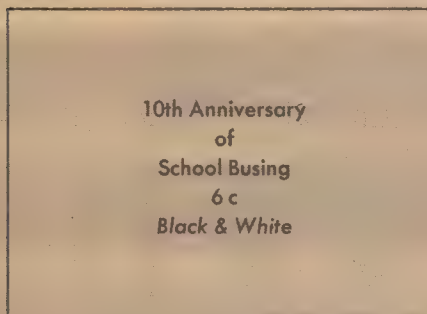 10th Anniversary
of
School Busing
6 c
Black & White